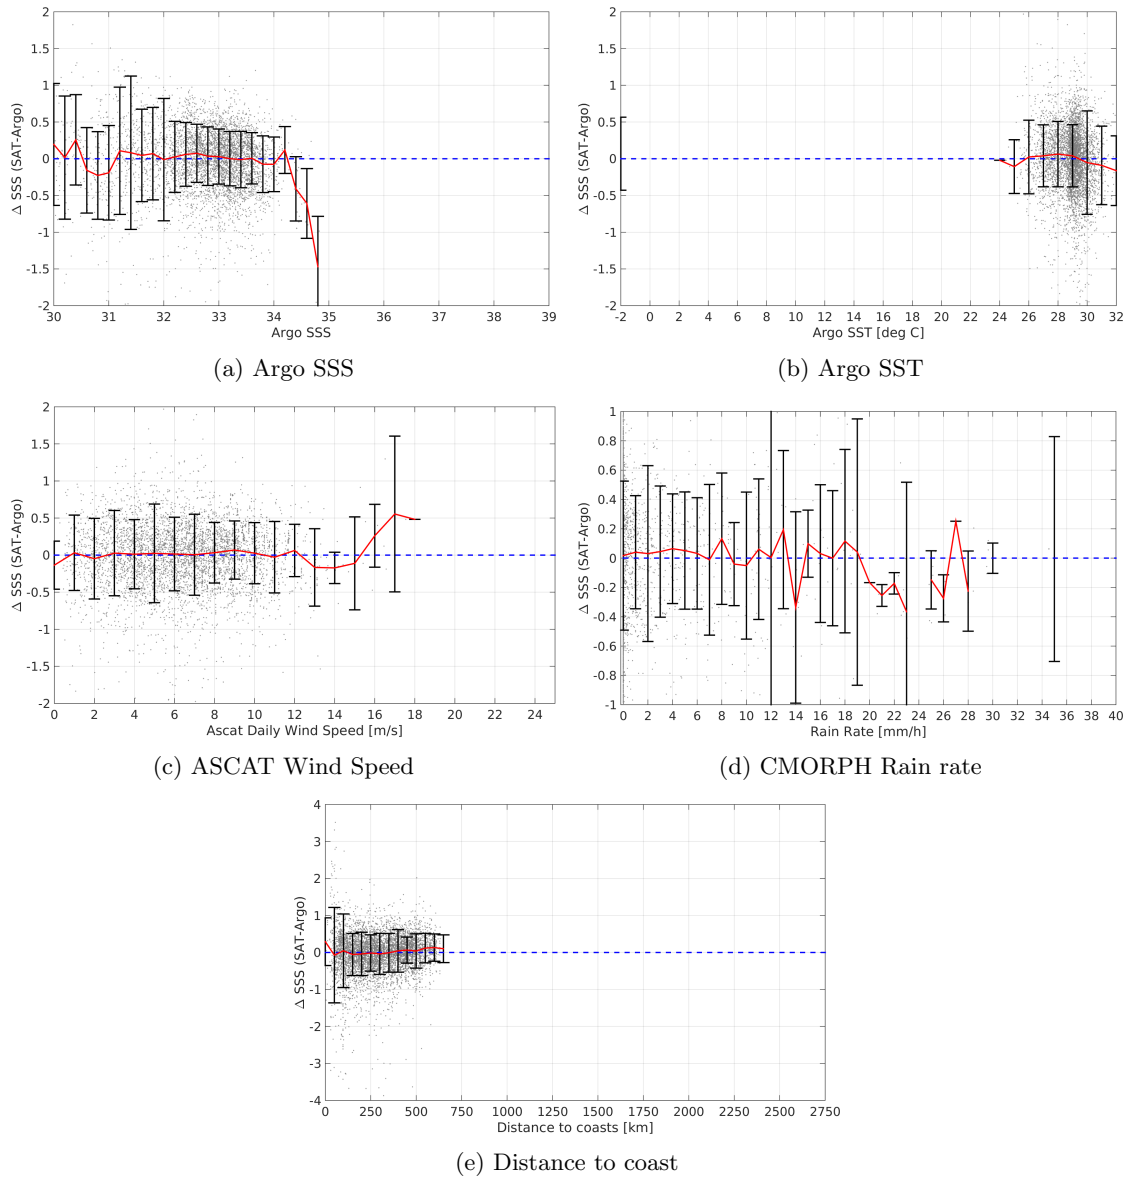 2
1.5
1
0.5
0
-0.5
-1
-1.5
-2
Δ SSS (SAT-Argo)
30 31 32 33 34 35 36 37 38 39
Argo SSS
(a) Argo SSS
2
1.5
1
0.5
0
-0.5
-1
-1.5
-2
Δ SSS (SAT-Argo)
-2 0 2 4 6 8 10 12 14 16 18 20 22 24 26 28 30 32
Argo SST [deg C]
(b) Argo SST
2
1.5
1
0.5
0
-0.5
-1
-1.5
-2
Δ SSS (SAT-Argo)
0 2 4 6 8 10 12 14 16 18 20 22 24
Ascat Daily Wind Speed [m/s]
(c) ASCAT Wind Speed
1
0.8
0.6
0.4
0.2
0
-0.2
-0.4
-0.6
-0.8
-1
Δ SSS (SAT-Argo)
0 2 4 6 8 10 12 14 16 18 20 22 24 26 28 30 32 34 36 38 40
Rain Rate [mm/h]
(d) CMORPH Rain rate
4
3
2
1
0
-1
-2
-3
-4
Δ SSS (SAT-Argo)
0 250 500 750 1000 1250 1500 1750 2000 2250 2500 2750
Distance to coasts [km]
(e) Distance to coast